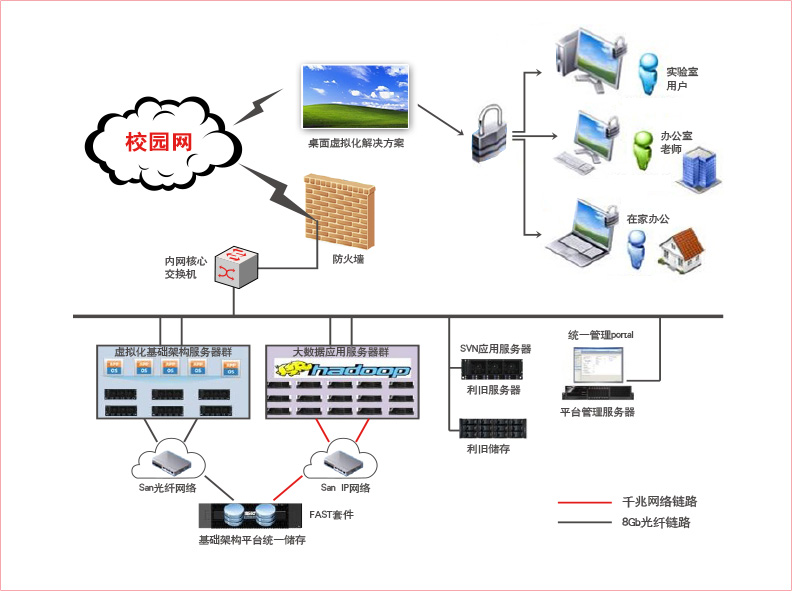 校园网
桌面虚拟化解决方案
实验室
用户
办公室
老师
在家办公
防火墙
内网核心
交换机
虚拟化基础架构服务器群
APP
OS
APP
OS
APP
OS
APP
OS
APP
OS
大数据应用服务器群
hadoop
SVN应用服务器
利旧服务器
利旧储存
统一管理portal
平台管理服务器
San光纤网络
San IP网络
FAST套件
基础架构平台统一储存
千兆网络链路
8Gb光纤链路